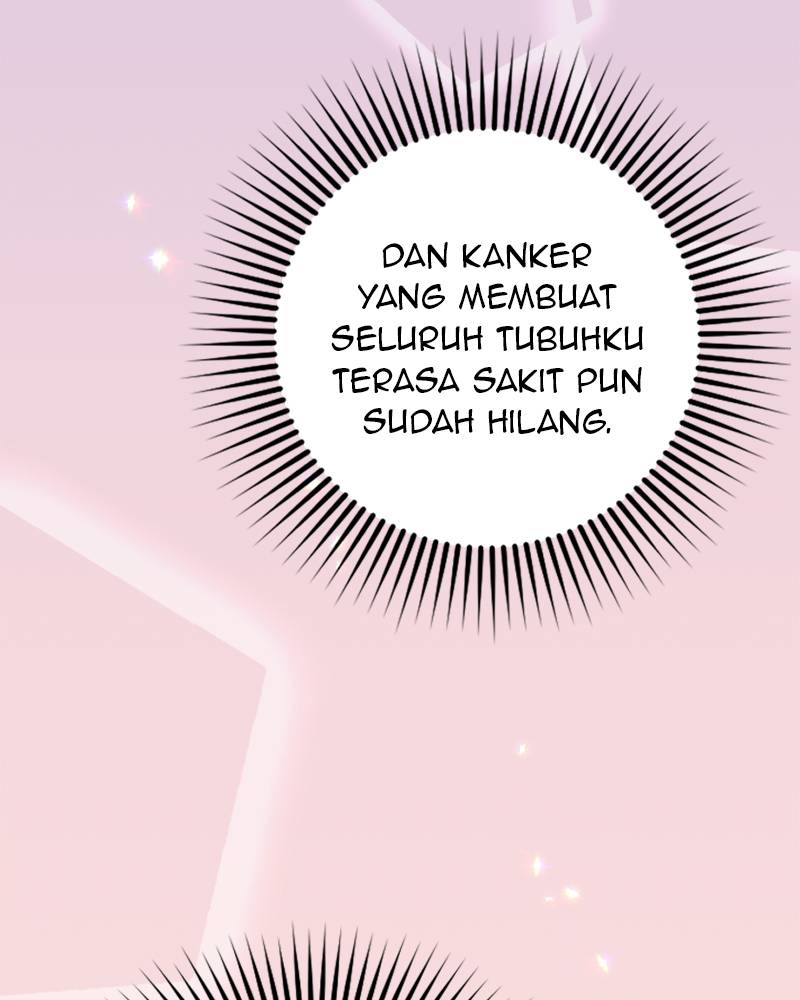 DAN KANKER
YANG MEMBUAT
SELURUH TUBUHKU
TERASA SAKIT PUN
SUDAH HILANG.